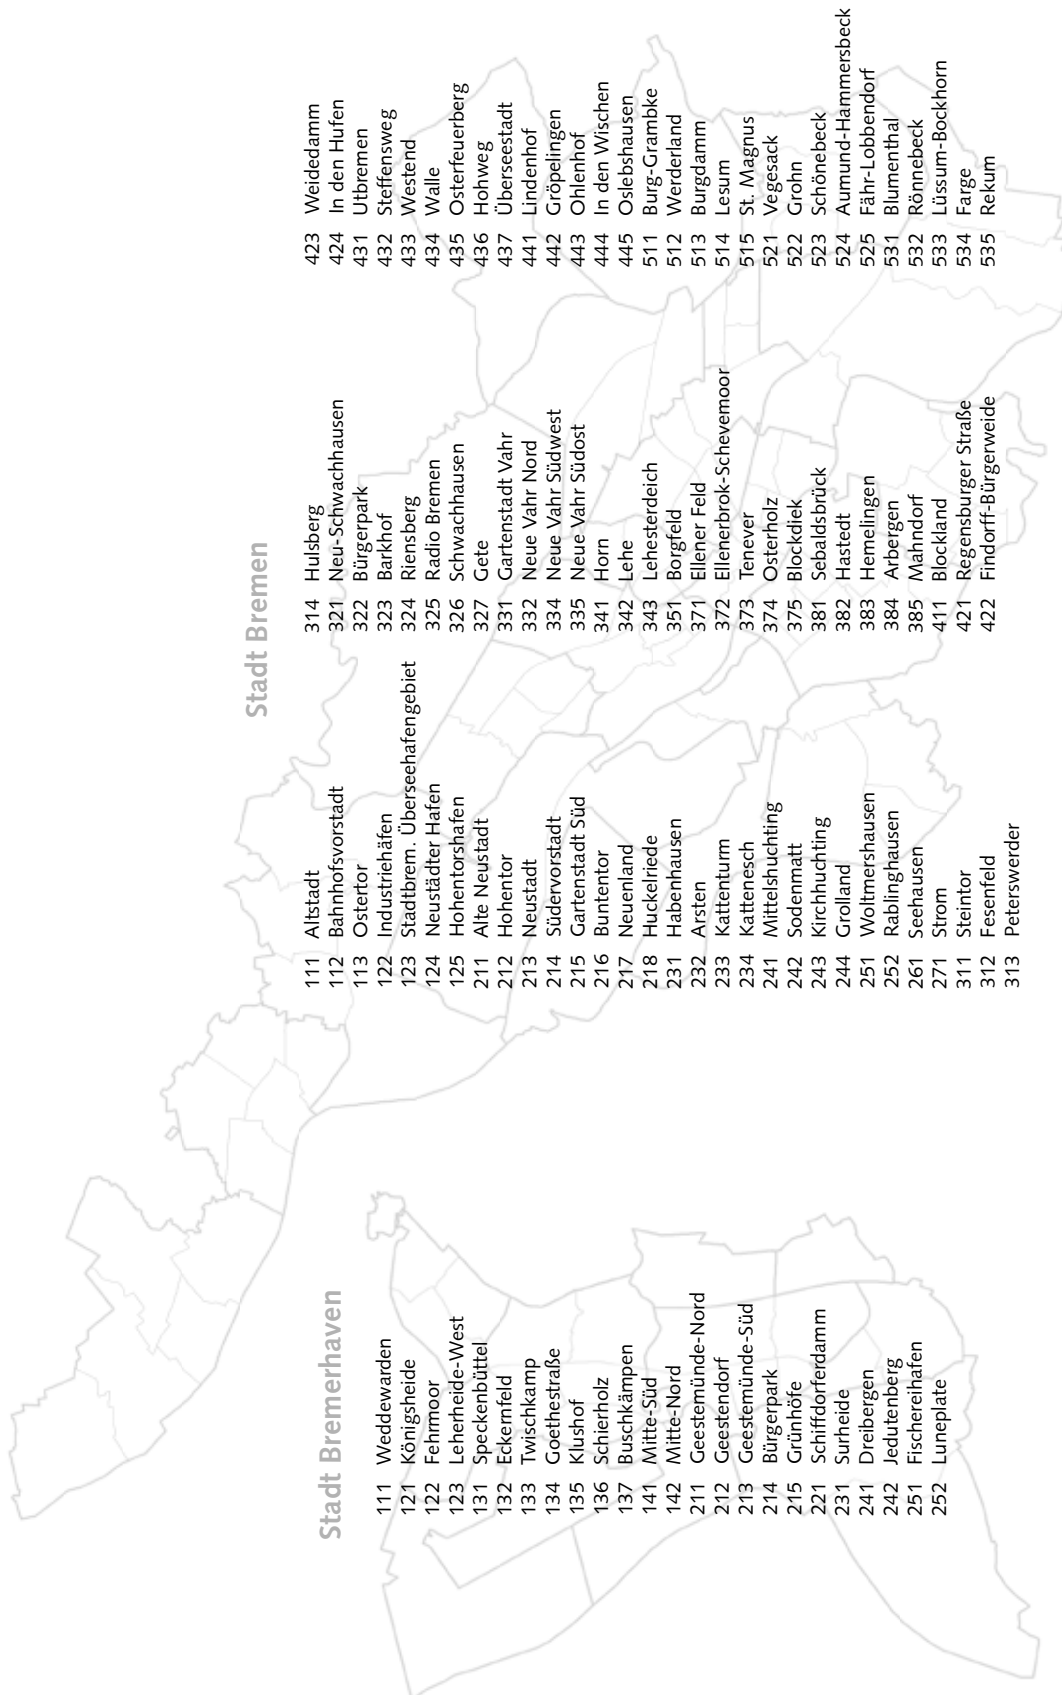 Stadt Bremerhaven
111 Weddewarden
121 Königsheide
122 Fehrmoor
123 Leherheide-West
131 Speckenbüttel
132 Eckernfeld
133 Twischkamp
134 Goethestraße
135 Klushof
136 Schierholz
137 Buschkämpen
141 Mitte-Süd
142 Mitte-Nord
211 Geestemünde-Nord
212 Geestendorf
213 Geestemünde-Süd
214 Bürgerpark
215 Grünhöfe
221 Schiffdorferdamm
231 Surheide
241 Dreibergen
242 Jedutenberg
251 Fischereihafen
252 Luneplate
Stadt Bremen
111 Altstadt
112 Bahnhofsvorstadt
113 Ostertor
122 Industriehäfen
123 Stadtbrem. Überseehafengebiet
124 Neustädter Hafen
125 Hohentorshafen
211 Alte Neustadt
212 Hohentor
213 Neustadt
214 Südervorstadt
215 Gartenstadt Süd
216 Buntentor
217 Neuenland
218 Huckelriede
231 Habenhausen
232 Arsten
233 Kattenturm
234 Kattenesch
241 Mittelshuchting
242 Sodenmatt
243 Kirchhuchting
244 Grolland
251 Woltmershausen
252 Rablinghausen
261 Seehausen
271 Strom
311 Steintor
312 Fesenfeld
313 Peterswerder
314 Hulsberg
321 Neu-Schwachhausen
322 Bürgerpark
323 Barkhof
324 Riensberg
325 Radio Bremen
326 Schwachhausen
327 Gete
331 Gartenstadt Vahr
332 Neue Vahr Nord
334 Neue Vahr Südwest
335 Neue Vahr Südost
341 Horn
342 Lehe
343 Lehesterdeich
351 Borgfeld
371 Ellener Feld
372 Ellenerbrok-Schevemoor
373 Tenever
374 Osterholz
375 Blockdiek
381 Sebaldsbrück
382 Hastedt
383 Hemelingen
384 Arbergen
385 Mahndorf
411 Blockland
421 Regensburger Straße
422 Findorff-Bürgerweide
423 Weidedamm
424 In den Hufen
431 Utbremen
432 Steffensweg
433 Westend
434 Walle
435 Osterfeuerberg
436 Hohweg
437 Überseestadt
441 Lindenhof
442 Gröpelingen
443 Ohlenhof
444 In den Wischen
445 Oslebshausen
511 Burg-Grambke
512 Werderland
513 Burgdamm
514 Lesum
515 St. Magnus
521 Vegesack
522 Grohn
523 Schönebeck
524 Aumund-Hammersbeck
525 Fähr-Lobbendorf
531 Blumenthal
532 Rönnebeck
533 Lüssum-Bockhorn
534 Farge
535 Rekum